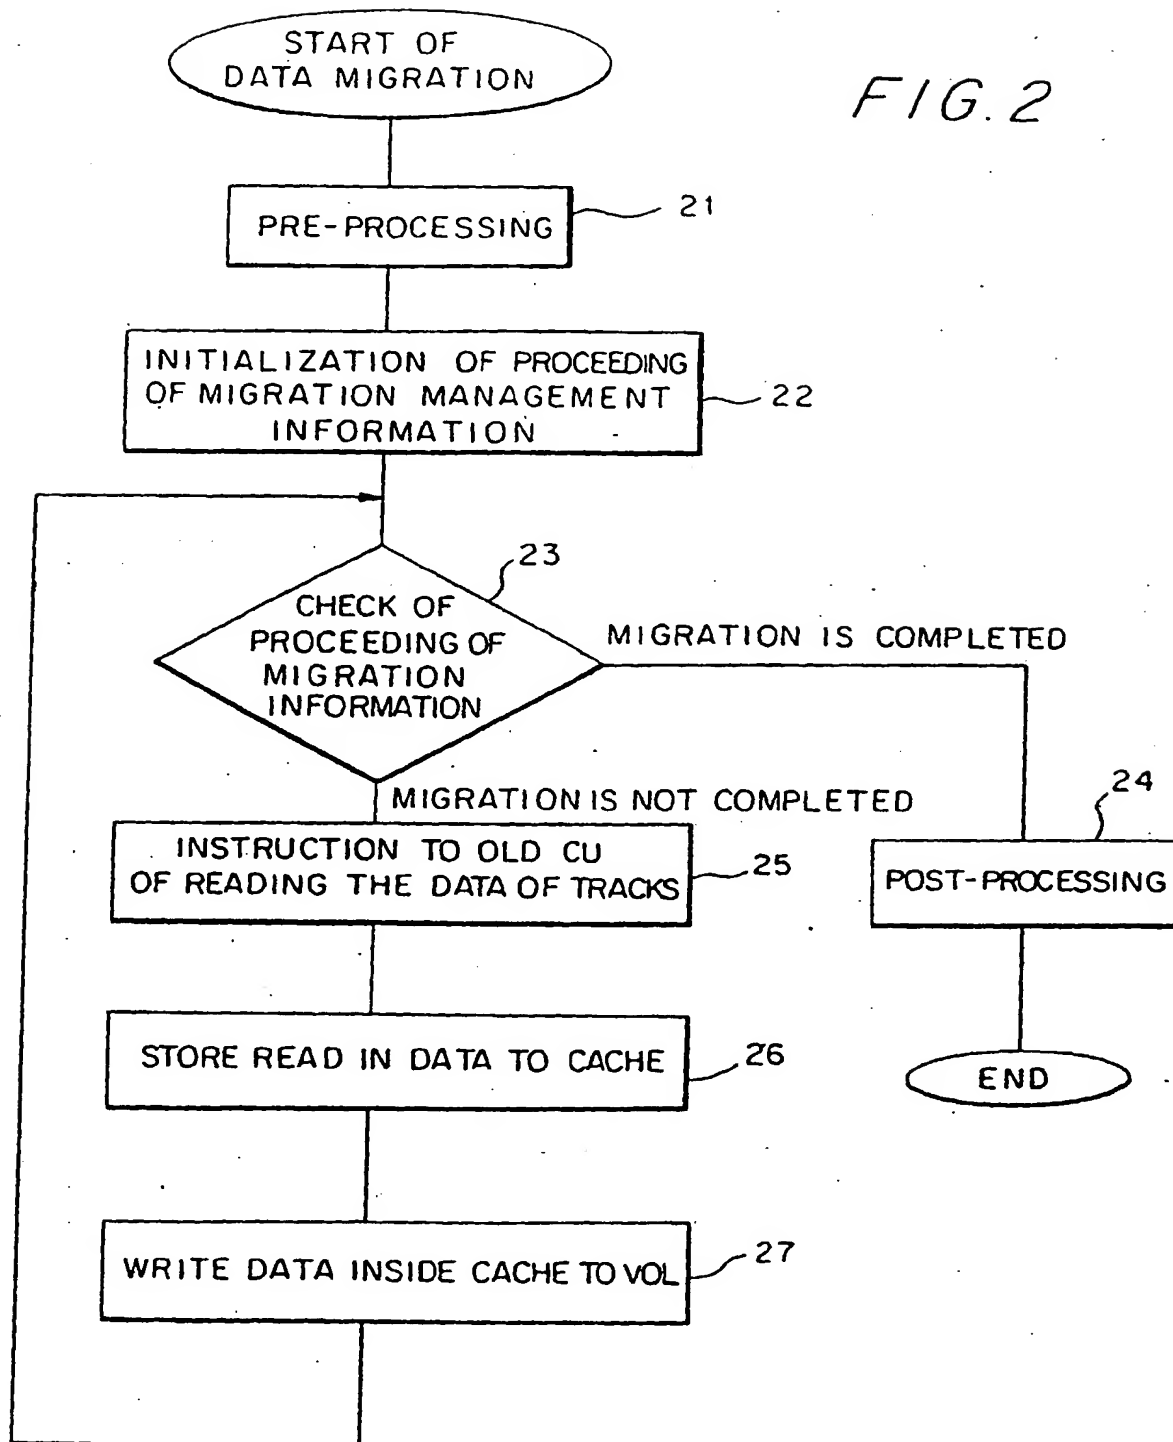 START OF
DATA MIGRATION
FIG. 2
PRE-PROCESSING
21
INITIALIZATION OF PROCEEDING
OF MIGRATION MANAGEMENT
INFORMATION
22
23
CHECK OF
PROCEEDING OF
MIGRATION
INFORMATION
MIGRATION IS COMPLETED
MIGRATION IS NOT COMPLETED
24
INSTRUCTION TO OLD CU
OF READING THE DATA OF TRACKS
25
POST-PROCESSING
STORE READ IN DATA TO CACHE
26
END
WRITE DATA INSIDE CACHE TO VOL
27